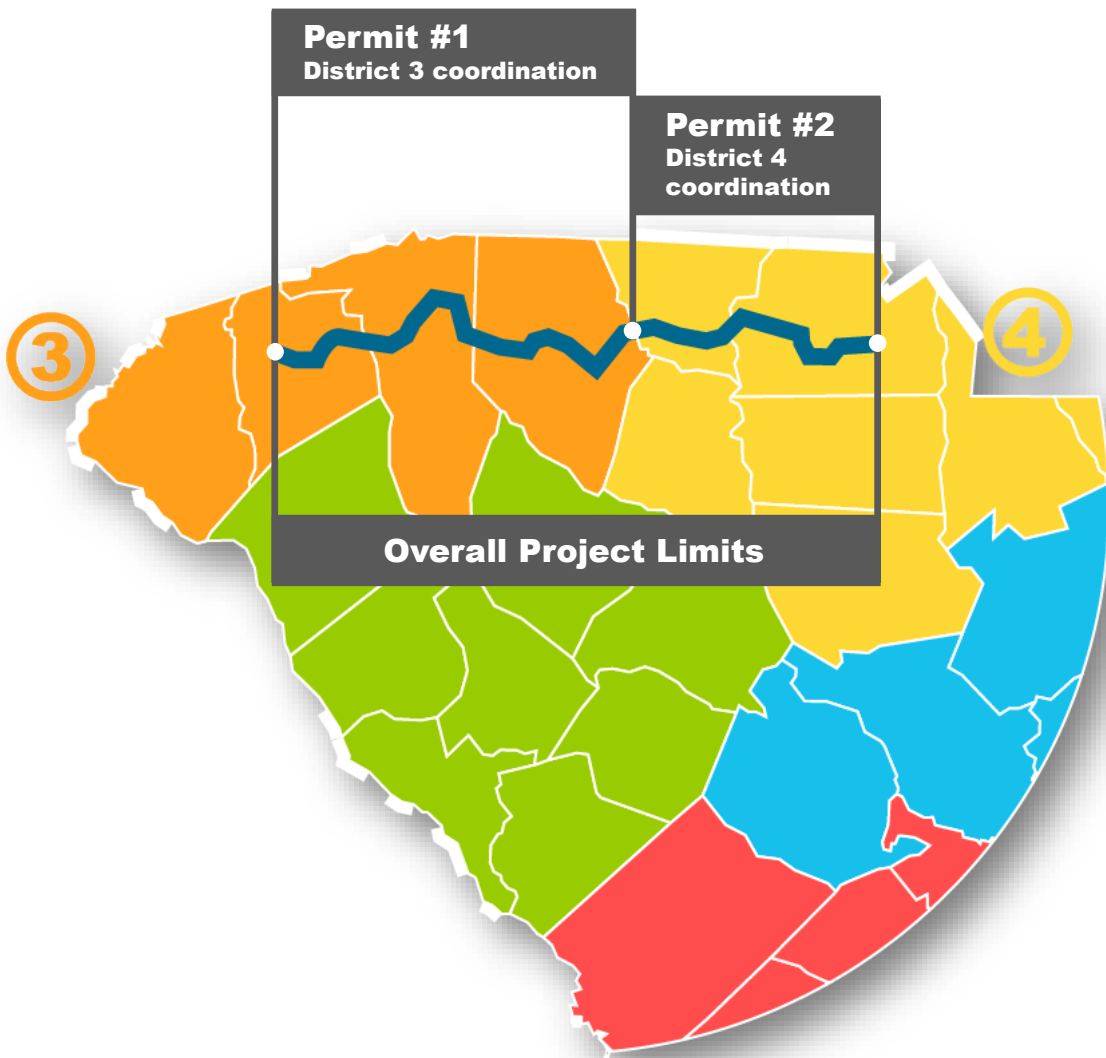 Permit #1
District 3 coordination
Permit #2
District 4
coordination
3
4
Overall Project Limits